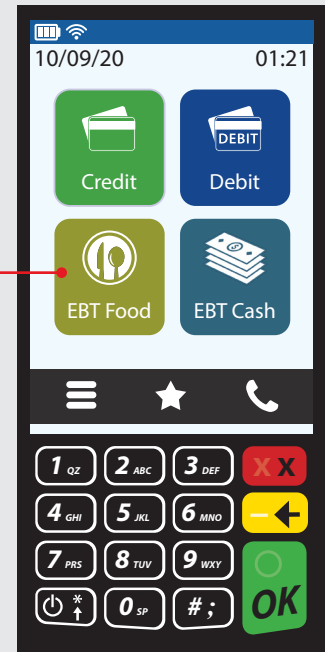 10/09/20 01:21
DEBIT
Credit Debit
EBT Food EBT Cash
1 QZ 2 ABC 3 DEF X X
4 GHI 5 JKL 6 MNO
7 PRS 8 TUV 9 WXY
* 0 SP # ; OK